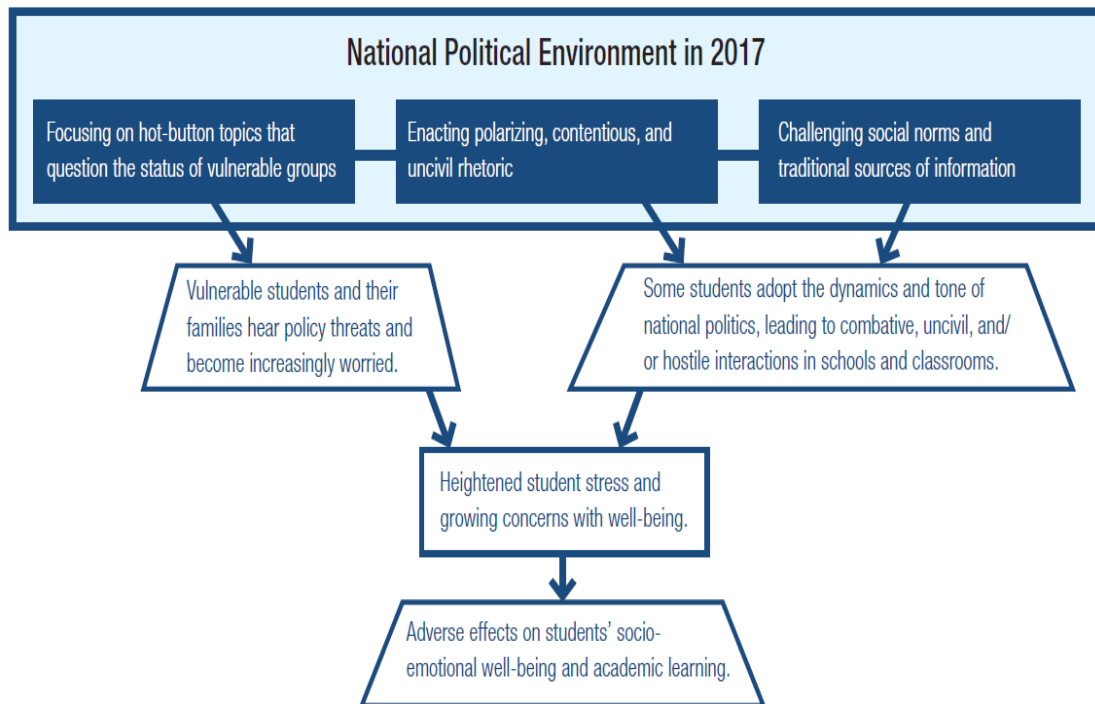 National Political Environment in 2017
Focusing on hot-button topics that
question the status of vulnerable groups
Enacting polarizing, contentious, and
uncivil rhetoric
Challenging social norms and
traditional sources of information
Vulnerable students and their
families hear policy threats and
become increasingly worried.
Some students adopt the dynamics and tone of
national politics, leading to combative, uncivil, and/
or hostile interactions in schools and classrooms.
Heightened student stress and
growing concerns with well-being.
Adverse effects on students’ socio-
emotional well-being and academic learning.